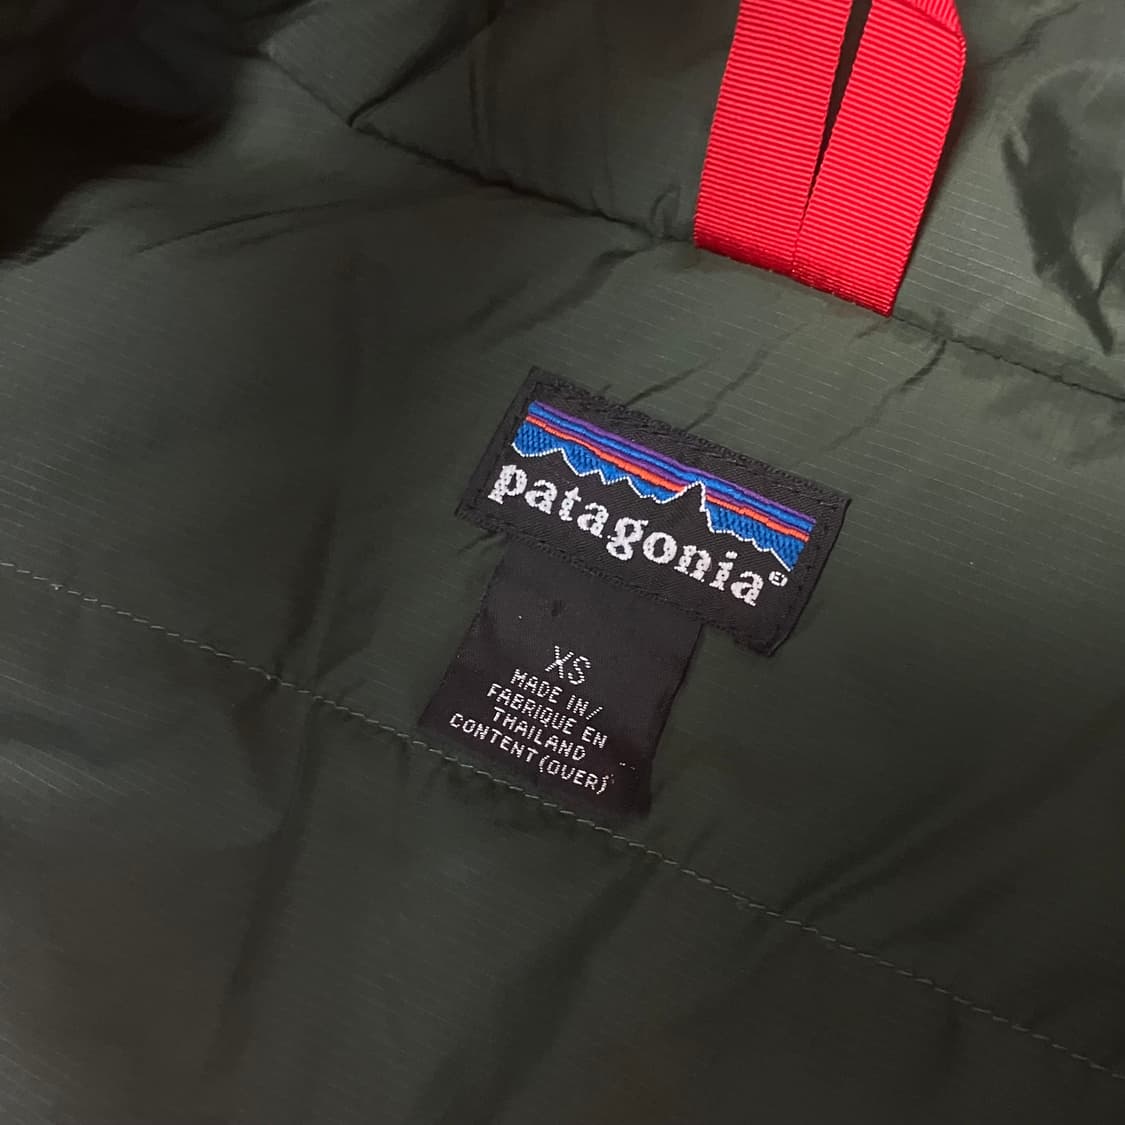 patagonia®
XS
MADE IN/
FABRIQUE EN
THAILAND
CONTENT (OVER)